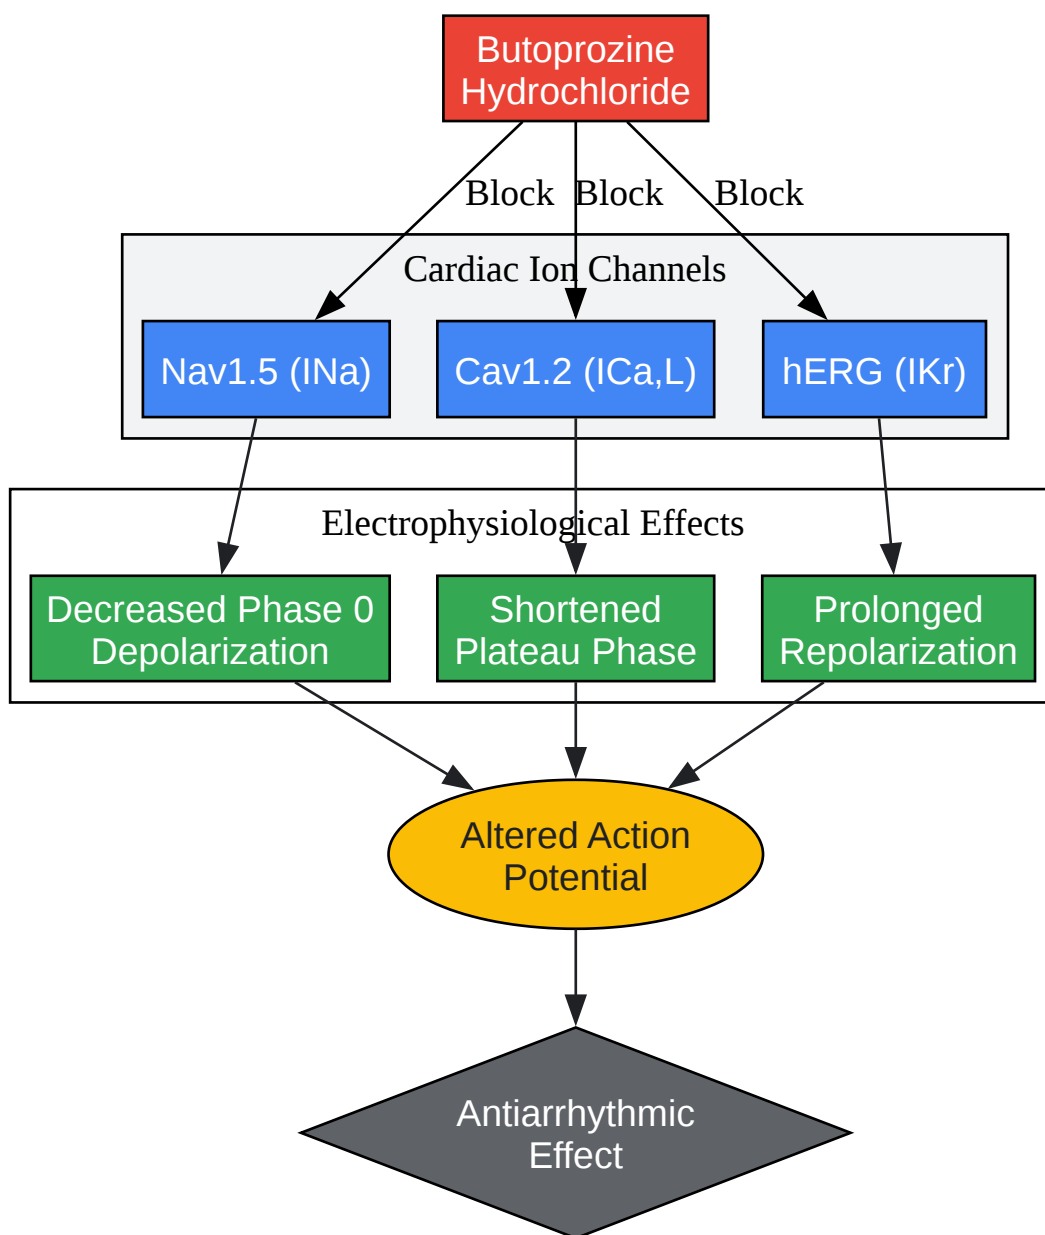 Butoprozine
Hydrochloride
Block
Block
Block
Cardiac Ion Channels
Nav1.5 (INa)
Cav1.2 (ICa,L)
hERG (IKr)
Electrophysiological Effects
Decreased Phase 0
Depolarization
Shortened
Plateau Phase
Prolonged
Repolarization
Altered Action
Potential
Antiarrhythmic
Effect